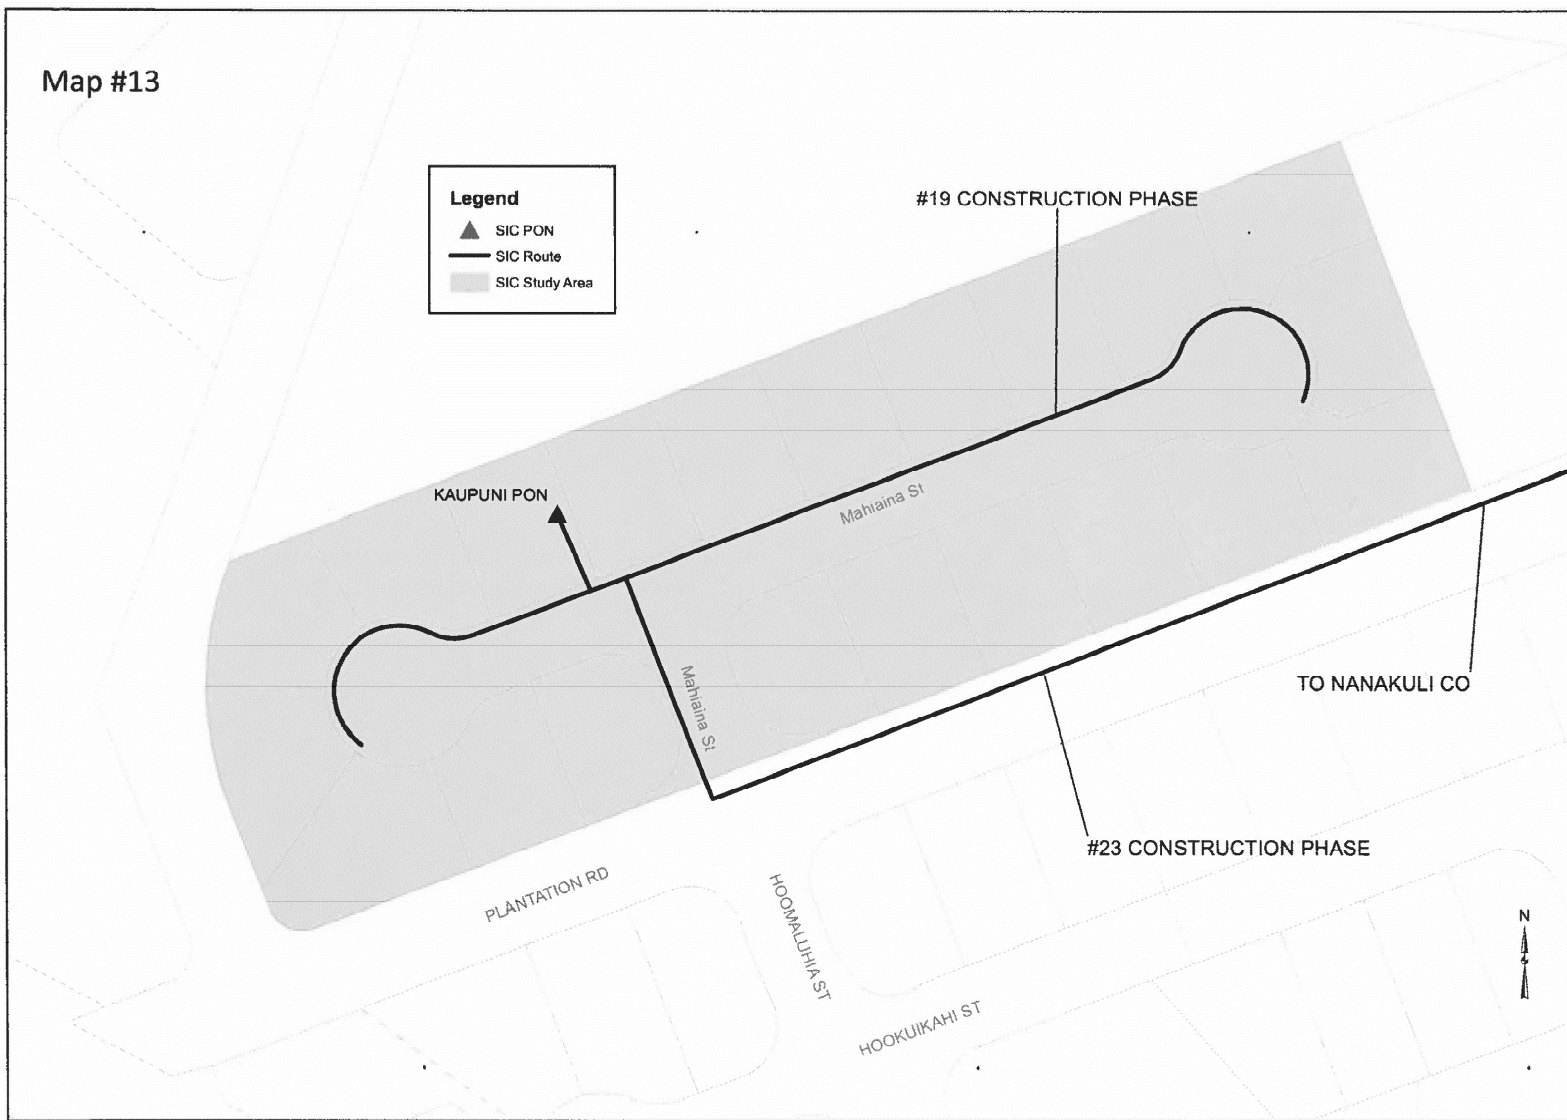 Map #13
Legend
SIC PON
SIC Route
SIC Study Area
#19 CONSTRUCTION PHASE
KAUPUNI PON
Mahiaina St
Mahiaina St
TO NANAKULI CO
#23 CONSTRUCTION PHASE
PLANTATION RD
HOOMALUHIA ST
HOOKUIKAHI ST
N